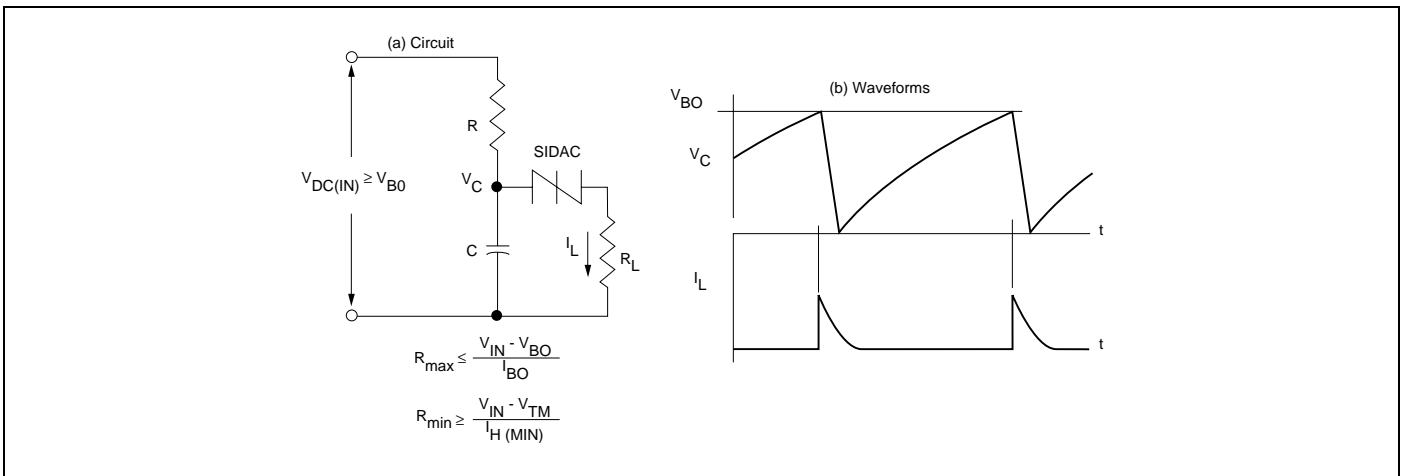 (a) Circuit
R
SIDAC
V_DC(IN) ≥ V_B0
V_C
C
I_L
R_L
R_max ≤ (V_IN - V_BO) / I_BO
R_min ≥ (V_IN - V_TM) / I_H (MIN)
(b) Waveforms
V_BO
V_C
t
I_L
t